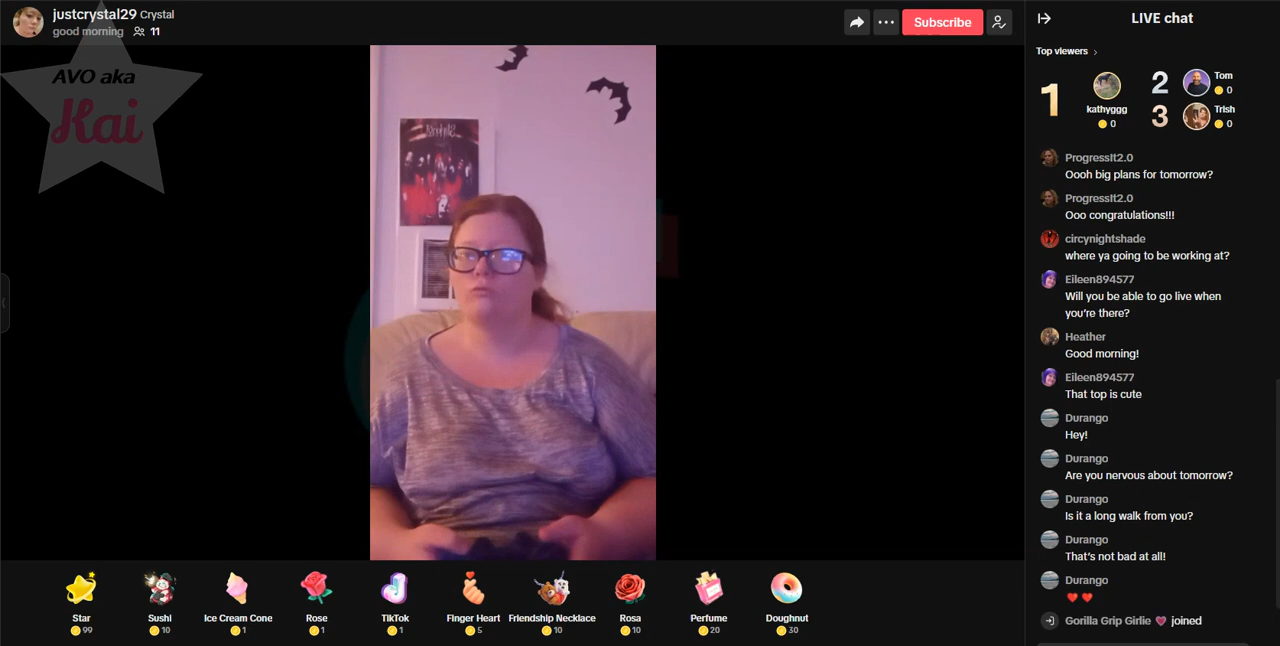 justcrystal29 Crystal
good morning 11
AVO aka
Kai
Subscribe
LIVE chat
Top viewers
1
kathyggg
0
2
Tom
0
3
Trish
0
ProgressIt2.0
Oooh big plans for tomorrow?
ProgressIt2.0
Ooo congratulations!!!
circynightshade
where ya going to be working at?
Eileen894577
Will you be able to go live when
you're there?
Heather
Good morning!
Eileen894577
That top is cute
Durango
Hey!
Durango
Are you nervous about tomorrow?
Durango
Is it a long walk from you?
Durango
That's not bad at all!
Durango
❤️ ❤️
Gorilla Grip Girlie 💗 joined
Star
99
Sushi
10
Ice Cream Cone
1
Rose
1
TikTok
1
Finger Heart
5
Friendship Necklace
10
Rosa
10
Perfume
20
Doughnut
30